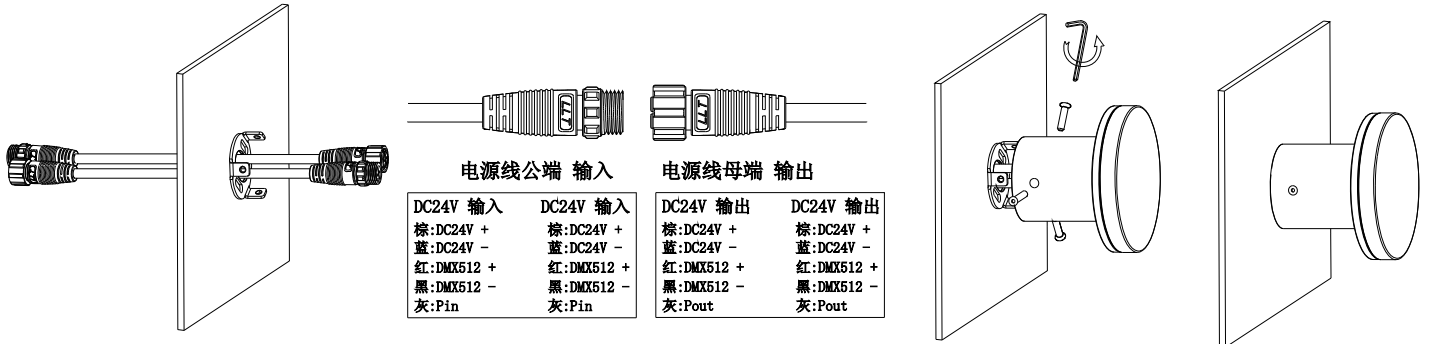 LLT
LLT
电源线公端 输入
电源线母端 输出
DC24V 输入 DC24V 输入
棕:DC24V + 棕:DC24V +
蓝:DC24V - 蓝:DC24V -
红:DMX512 + 红:DMX512 +
黑:DMX512 - 黑:DMX512 -
灰:Pin 灰:Pin
DC24V 输出 DC24V 输出
棕:DC24V + 棕:DC24V +
蓝:DC24V - 蓝:DC24V -
红:DMX512 + 红:DMX512 +
黑:DMX512 - 黑:DMX512 -
灰:Pout 灰:Pout